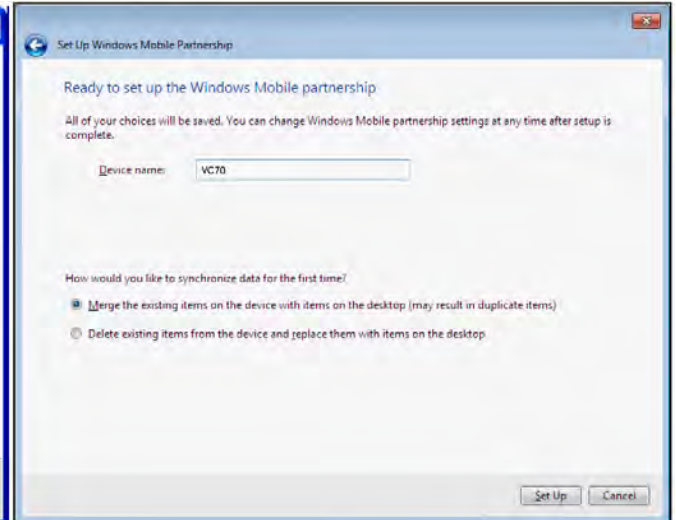 Set Up Windows Mobile Partnership
Ready to set up the Windows Mobile partnership
All of your choices will be saved. You can change Windows Mobile partnership settings at any time after setup is
complete.
Device name: VC70
How would you like to synchronize data for the first time?
Merge the existing items on the device with items on the desktop (may result in duplicate items)
Delete existing items from the device and replace them with items on the desktop
Set Up Cancel